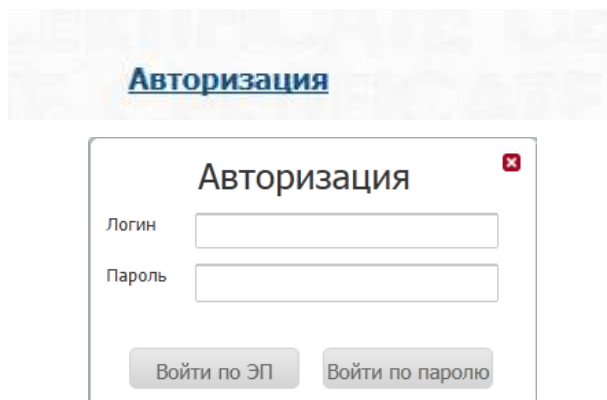 Авторизация
Авторизация
Логин
Пароль
Войти по ЭП Войти по паролю